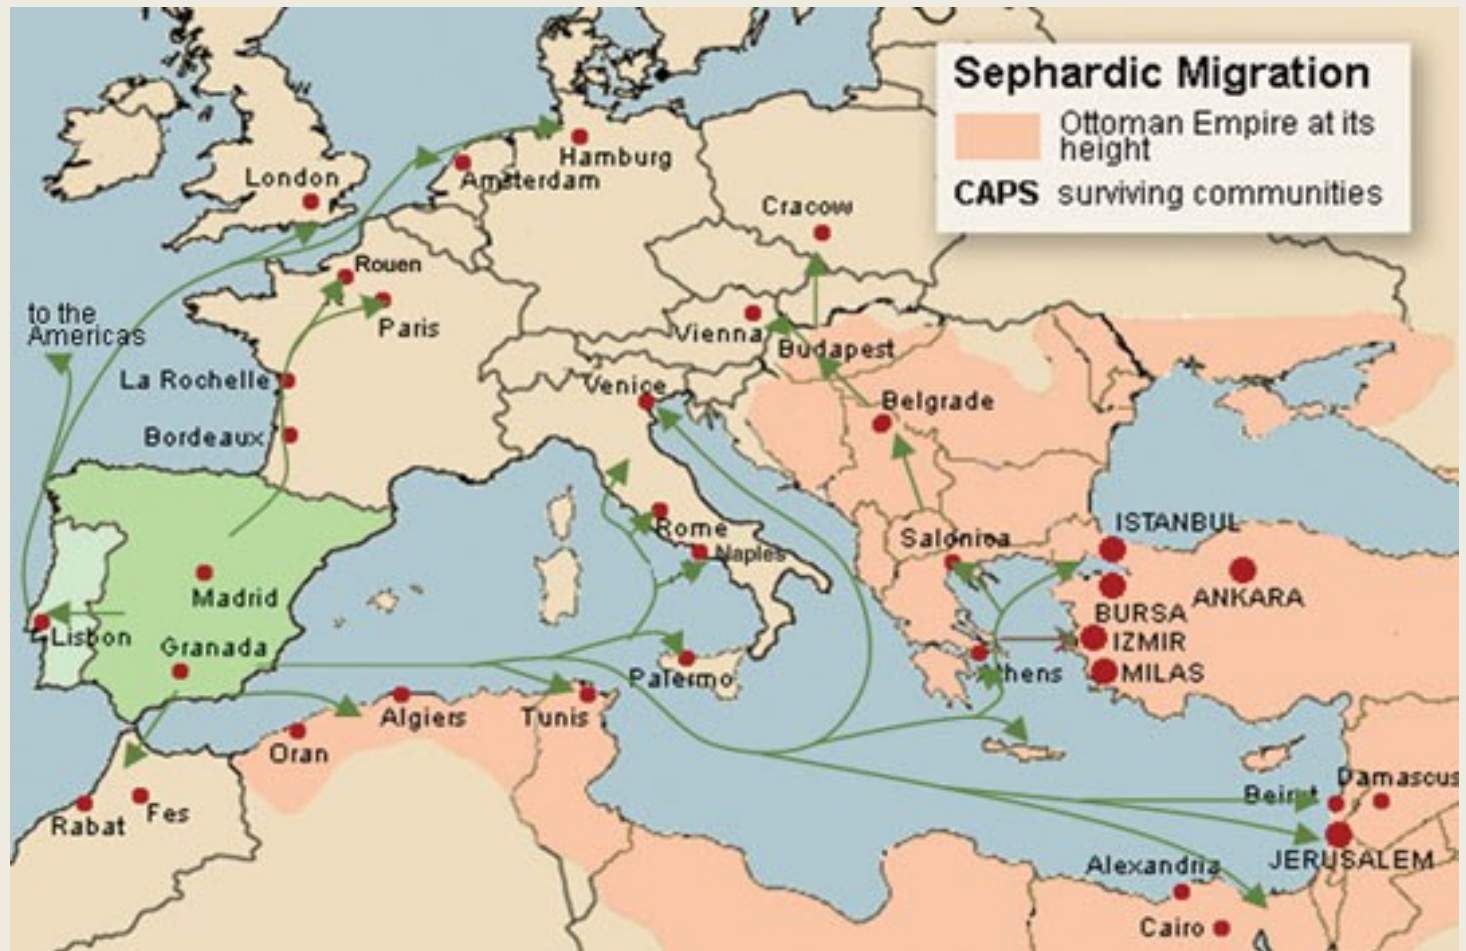 Sephardic Migration
Ottoman Empire at its
height
CAPS surviving communities
Hamburg
Amsterdam
London
Cracow
Rouen
Paris
to the
Americas
Vienna
Budapest
La Rochelle
Venice
Belgrade
Bordeaux
ISTANBUL
Rome
Salonica
Naples
Madrid
ANKARA
BURSA
Lisbon
IZMIR
Granada
Athens
MILAS
Palermo
Algiers
Tunis
Oran
Damascus
Beirut
Fes
Rabat
JERUSALEM
Alexandria
Cairo